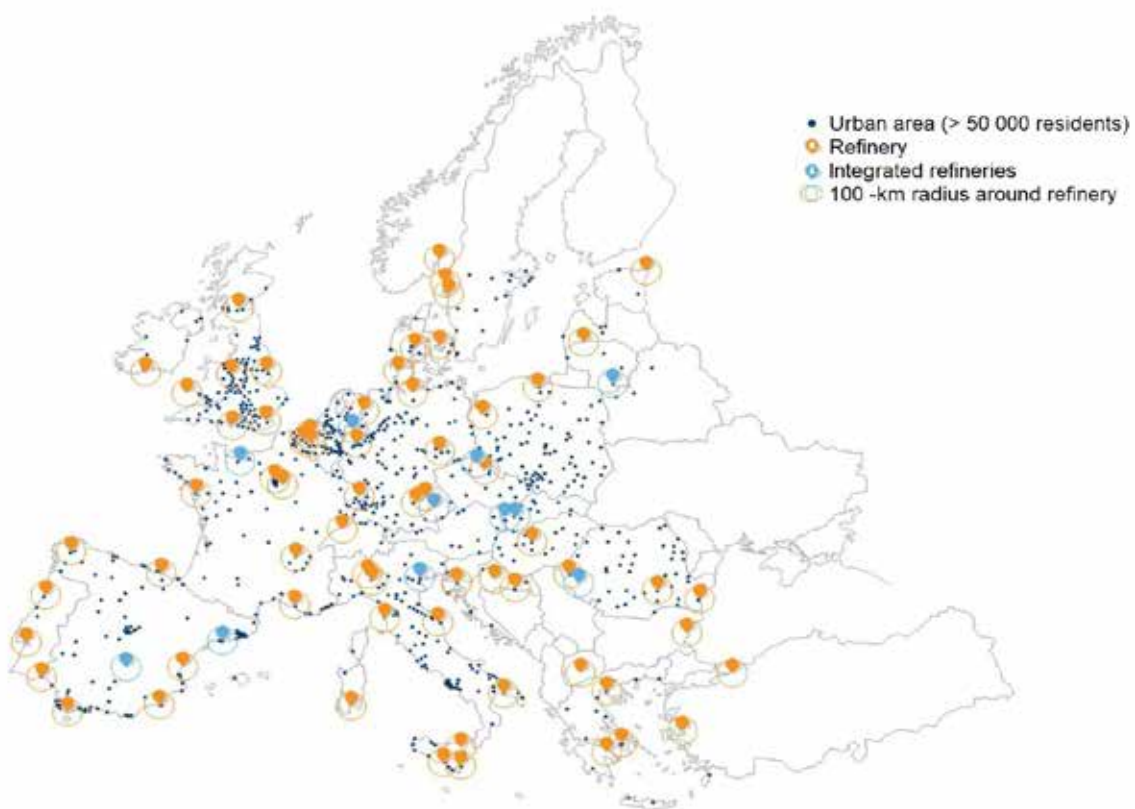 Urban area (> 50 000 residents)
Refinery
Integrated refineries
100 -km radius around refinery